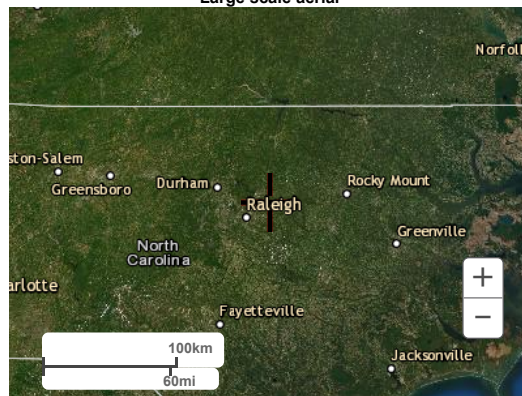 Large scale aerial
Norfol
ston-Salem
Greensboro
Durham
Raleigh
Rocky Mount
North
Carolina
Greenville
arlotte
+
Fayetteville
−
100km
60mi
Jacksonville